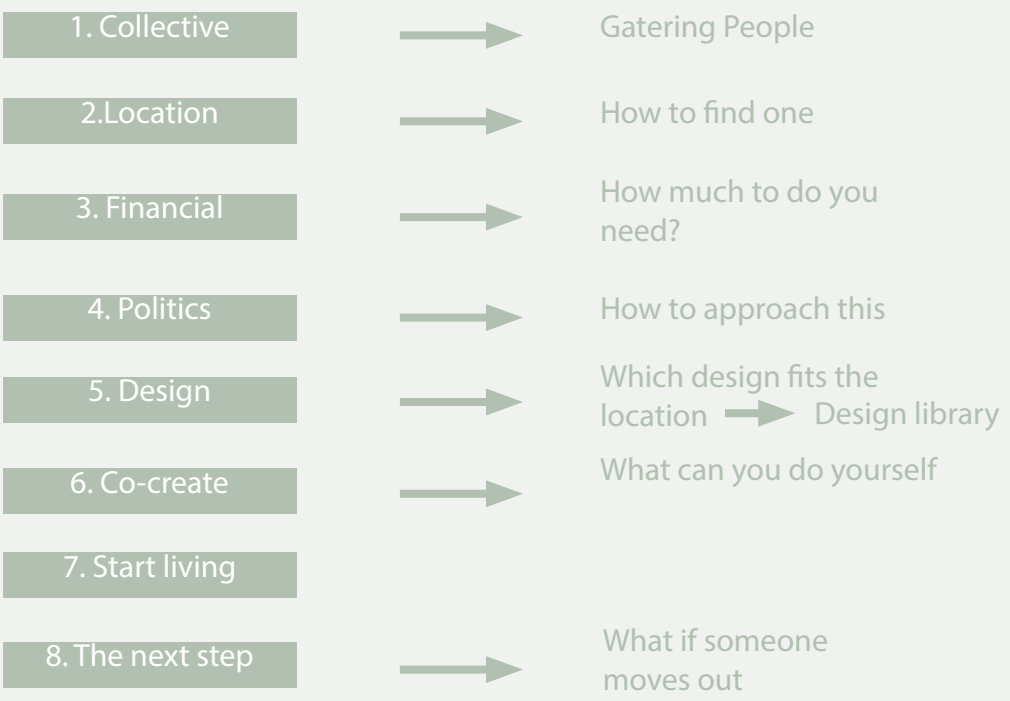 1. Collective
Gatering People
2.Location
How to find one
3. Financial
How much to do you
need?
4. Politics
How to approach this
5. Design
Which design fits the
location Design library
6. Co-create
What can you do yourself
7. Start living
8. The next step
What if someone
moves out